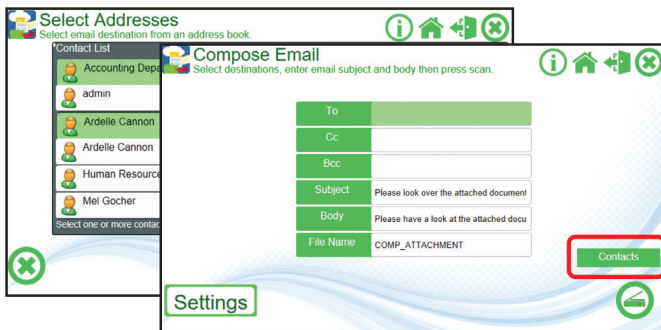 Select Addresses
Select email destination from an address book.
Contact List
Accounting Depa
admin
Ardelle Cannon
Ardelle Cannon
Human Resource
Mel Gocher
Select one or more contac
Compose Email
Select destinations, enter email subject and body then press scan.
To
Cc
Bcc
Subject
Please look over the attached document
Body
Please have a look at the attached docu
File Name
COMP_ATTACHMENT
Contacts
Settings